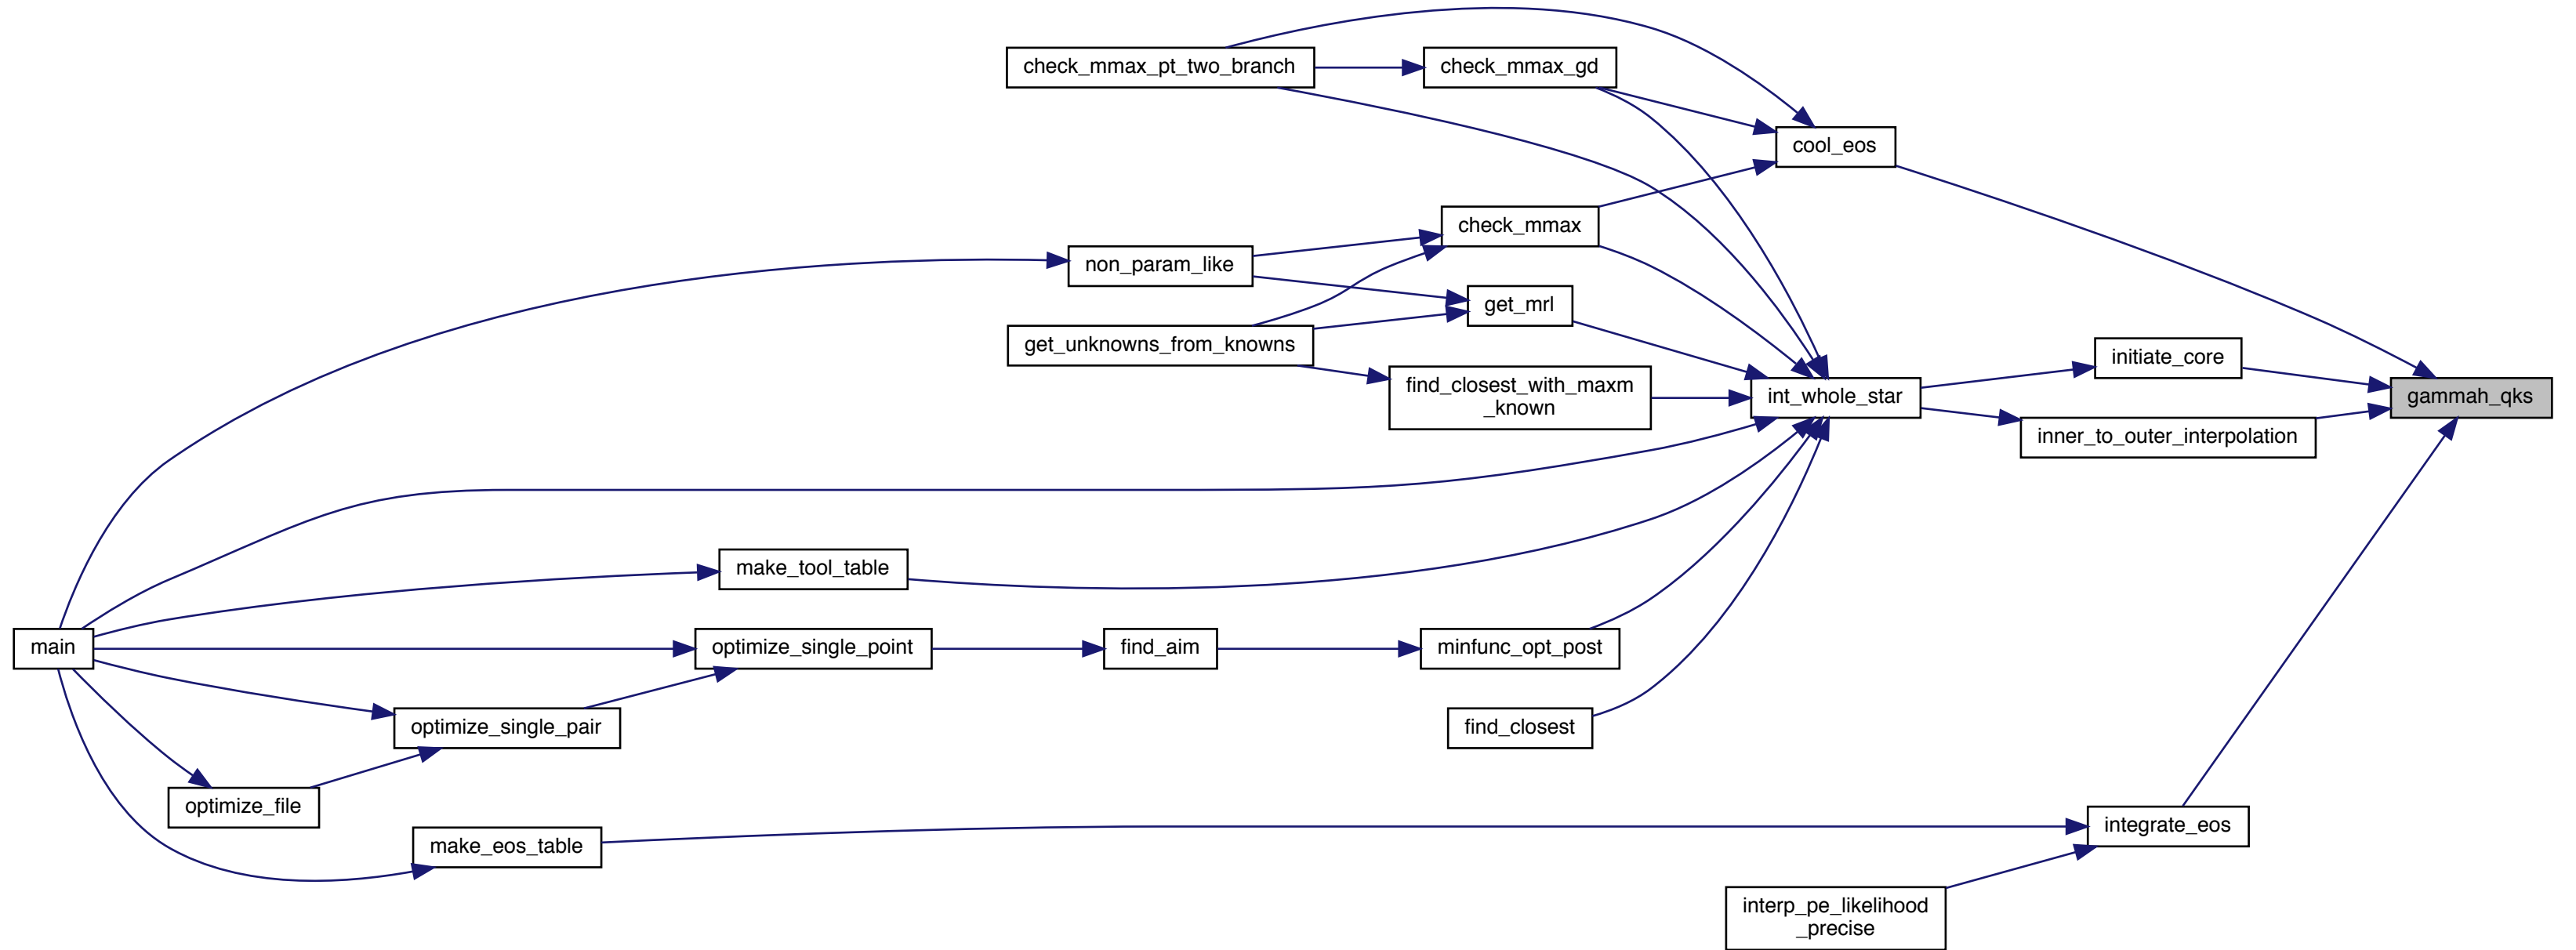 check_mmax_pt_two_branch
check_mmax_gd
cool_eos
check_mmax
non_param_like
get_mrl
get_unknowns_from_knowns
initiate_core
find_closest_with_maxm
_known
int_whole_star
gammah_qks
inner_to_outer_interpolation
make_tool_table
main
optimize_single_point
find_aim
minfunc_opt_post
optimize_single_pair
find_closest
optimize_file
integrate_eos
make_eos_table
interp_pe_likelihood
_precise